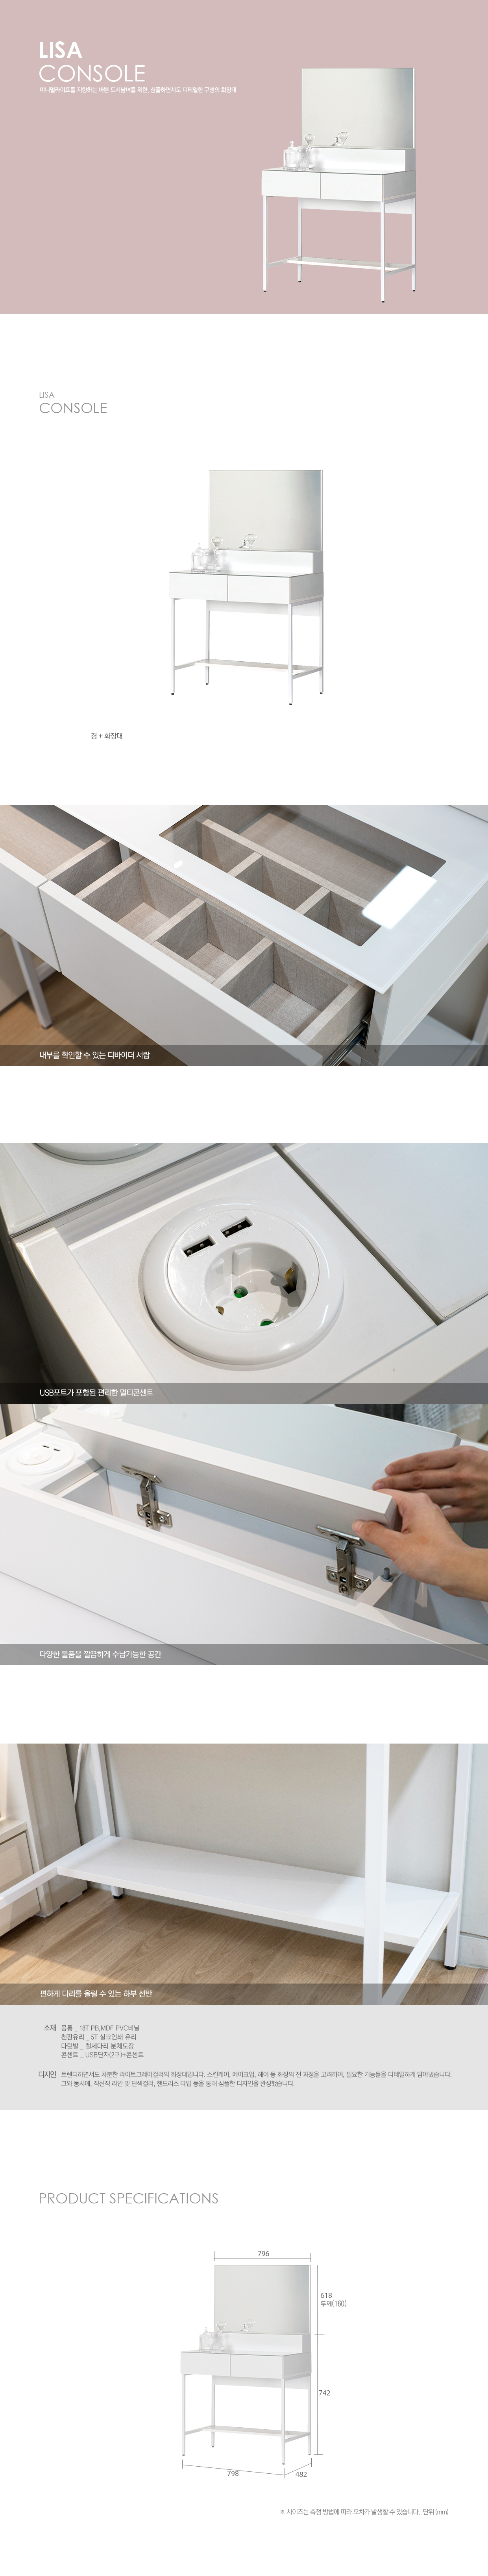 LISA
CONSOLE
미니멀라이프를 지향하는 바쁜 도시남녀를 위한, 심플하면서도 디테일한 구성의 화장대
LISA
CONSOLE
경 + 화장대
내부를 확인할 수 있는 디바이더 서랍
USB포트가 포함된 편리한 멀티콘센트
다양한 물품을 깔끔하게 수납가능한 공간
편하게 다리를 올릴 수 있는 하부 선반
소재 몸통 _ 18T PB,MDF PVC비닐
천판유리 _ 5T 실크인쇄 유리
다릿발 _ 철제다리 분체도장
콘센트 _ USB단자(2구)+콘센트
디자인 트렌디하면서도 차분한 라이트그레이컬러의 화장대입니다. 스킨케어, 메이크업, 헤어 등 화장의 전 과정을 고려하여, 필요한 기능들을 디테일하게 담아냈습니다.
그와 동시에, 직선적 라인 및 단색컬러, 핸드리스 타입 등을 통해 심플한 디자인을 완성했습니다.
PRODUCT SPECIFICATIONS
796
618
두께(160)
742
798
482
※ 사이즈는 측정 방법에 따라 오차가 발생할 수 있습니다. 단위 (mm)